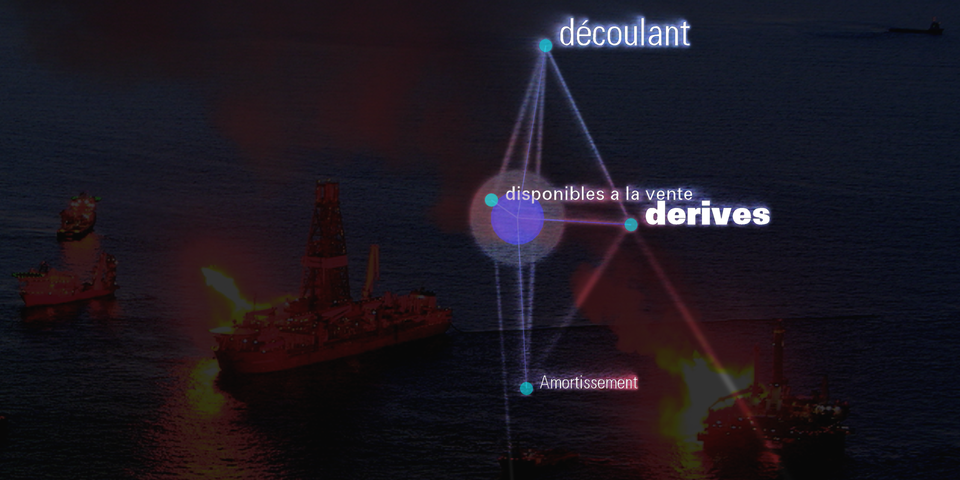 découlant
disponibles a la vente
derives
Amortissement